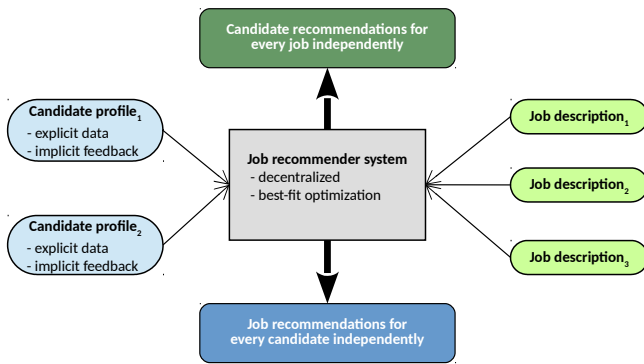 Candidate recommendations for
every job independently
Candidate profile1
- explicit data
- implicit feedback
Job description1
Job recommender system
- decentralized
- best-fit optimization
Job description2
Candidate profile2
- explicit data
- implicit feedback
Job description3
Job recommendations for
every candidate independently